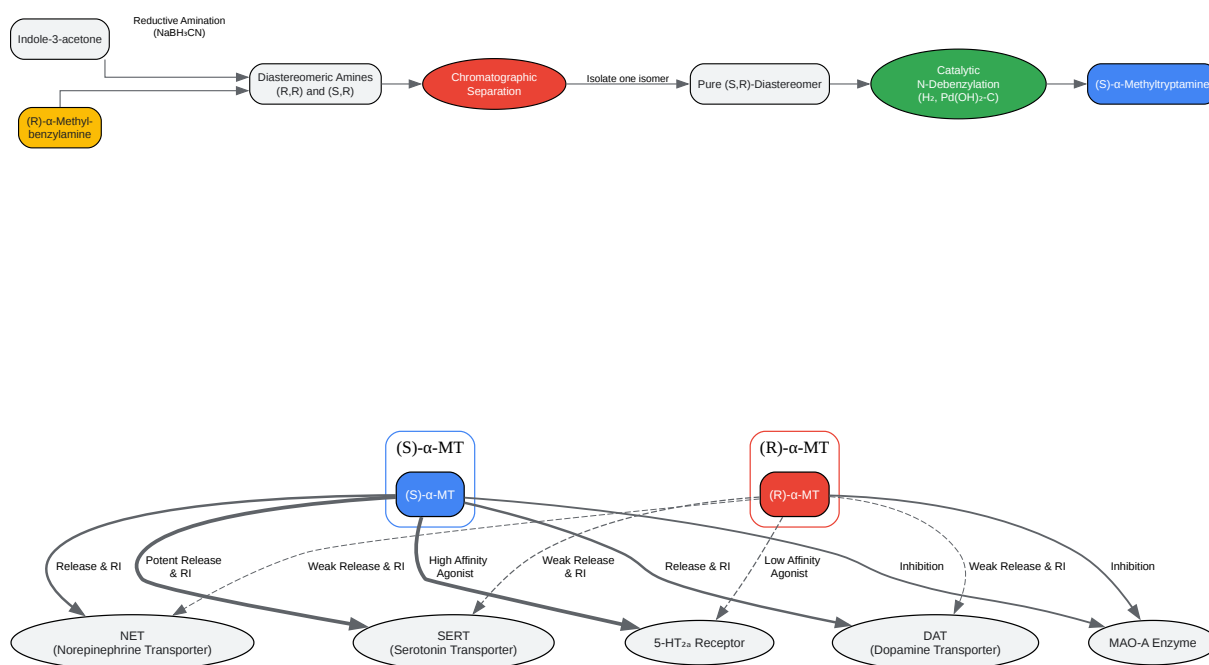 Reductive Amination
(NaBH₃CN)
Indole-3-acetone
(R)-α-Methyl-
benzylamine
Diastereomeric Amines
(R,R) and (S,R)
Chromatographic
Separation
Isolate one isomer
Pure (S,R)-Diastereomer
Catalytic
N-Debenzylation
(H₂, Pd(OH)₂-C)
(S)-α-Methyltryptamine
(S)-α-MT
(R)-α-MT
(S)-α-MT
(R)-α-MT
Release & RI
Potent Release
& RI
Weak Release & RI
High Affinity
Agonist
Weak Release
& RI
Release & RI
Low Affinity
Agonist
Inhibition
Weak Release & RI
Inhibition
NET
(Norepinephrine Transporter)
SERT
(Serotonin Transporter)
5-HT₂ₐ Receptor
DAT
(Dopamine Transporter)
MAO-A Enzyme